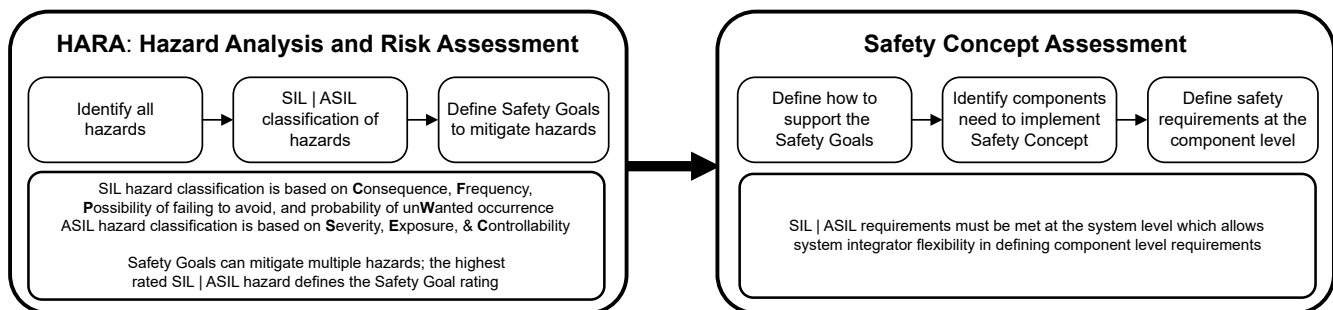 HARA: Hazard Analysis and Risk Assessment
Identify all
hazards
SIL | ASIL
classification of
hazards
Define Safety Goals
to mitigate hazards
SIL hazard classification is based on Consequence, Frequency,
Possibility of failing to avoid, and probability of unWanted occurrence
ASIL hazard classification is based on Severity, Exposure, & Controllability
Safety Goals can mitigate multiple hazards; the highest
rated SIL | ASIL hazard defines the Safety Goal rating
Safety Concept Assessment
Define how to
support the
Safety Goals
Identify components
need to implement
Safety Concept
Define safety
requirements at the
component level
SIL | ASIL requirements must be met at the system level which allows
system integrator flexibility in defining component level requirements